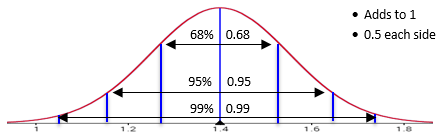 • Adds to 1
• 0.5 each side
68% 0.68
95% 0.95
99% 0.99
1 1.2 1.4 1.6 1.8